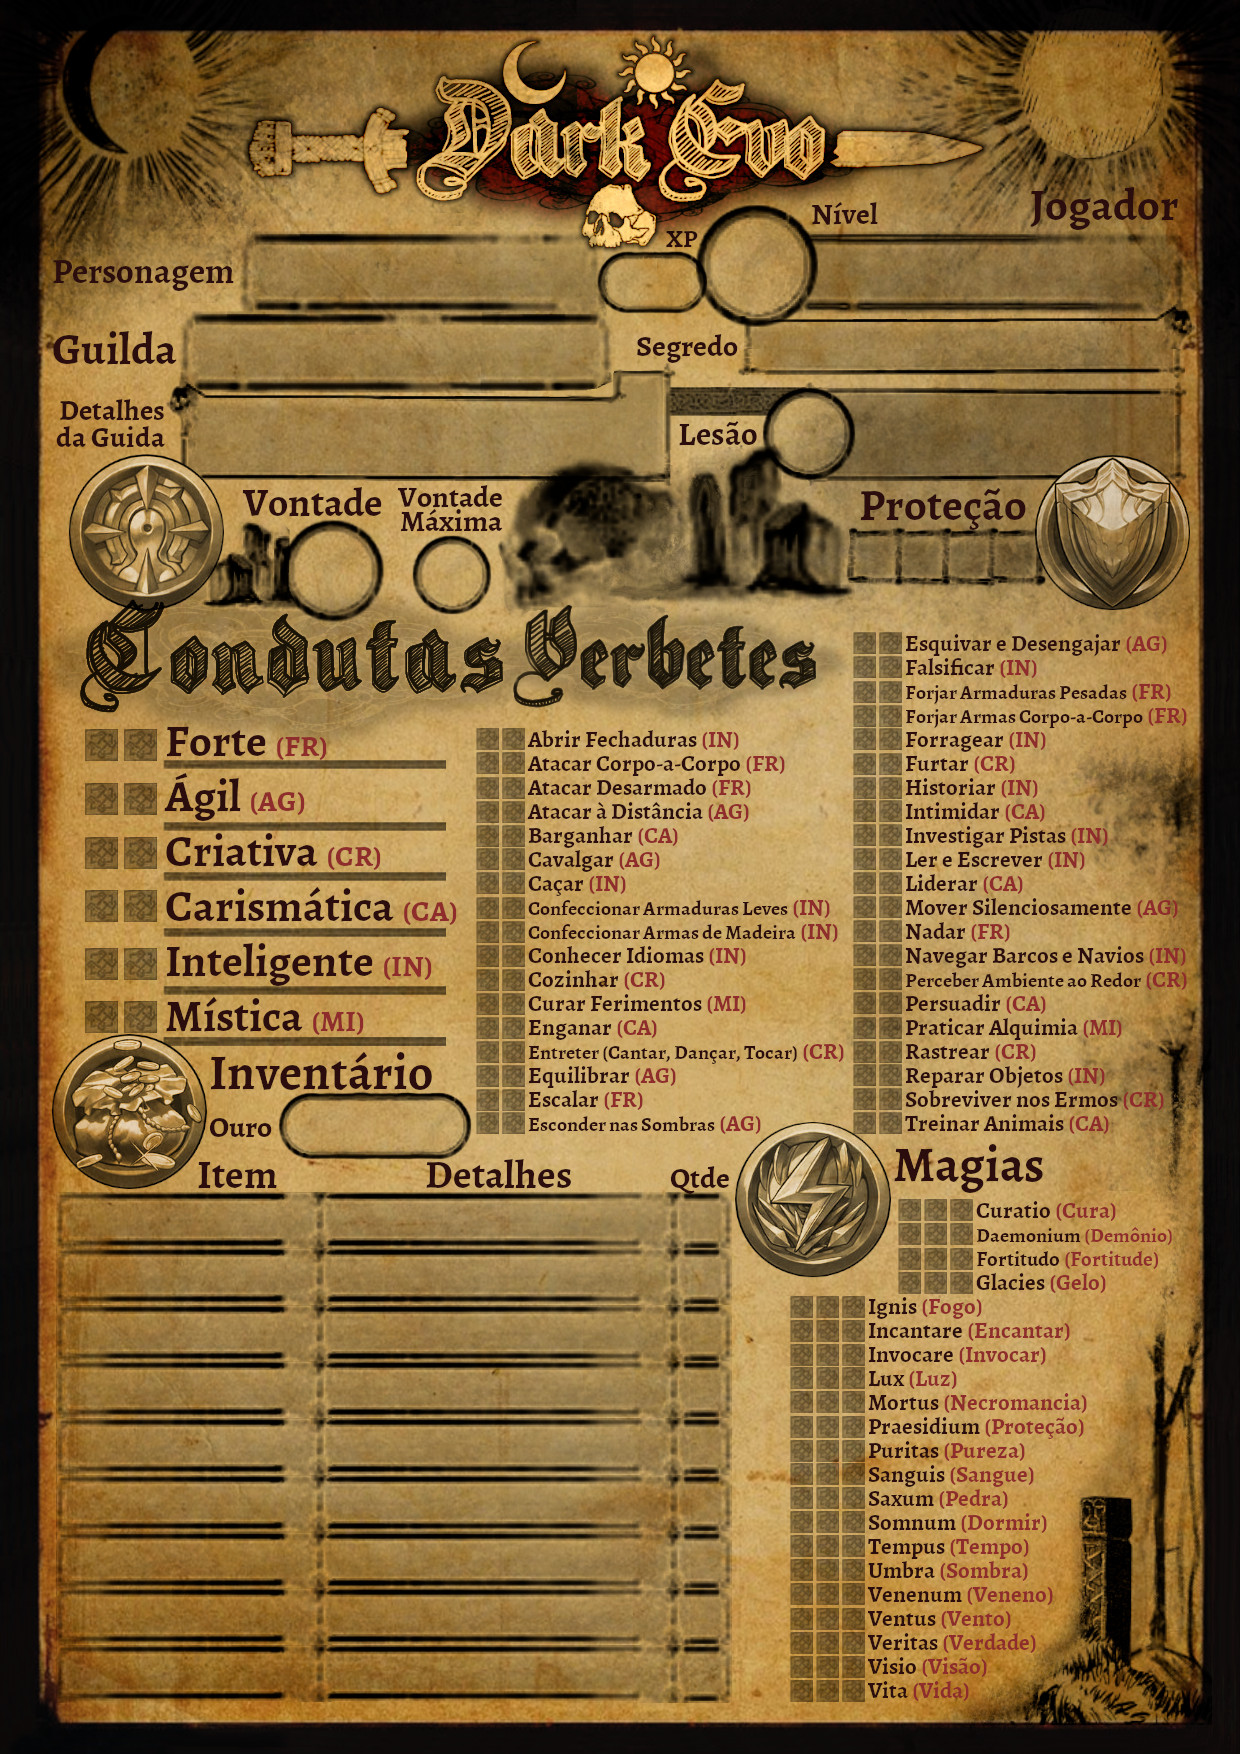 Dark Evo
Jogador
Nível
XP
Personagem
Guilda
Segredo
Detalhes
da Guida
Lesão
Vontade
Vontade
Máxima
Proteção
Condutas
Forte (FR)
Ágil (AG)
Criativa (CR)
Carismática (CA)
Inteligente (IN)
Mística (MI)
Verbetes
Abrir Fechaduras (IN)
Atacar Corpo-a-Corpo (FR)
Atacar Desarmado (FR)
Atacar à Distância (AG)
Barganhar (CA)
Cavalgar (AG)
Caçar (IN)
Confeccionar Armaduras Leves (IN)
Confeccionar Armas de Madeira (IN)
Conhecer Idiomas (IN)
Cozinhar (CR)
Curar Ferimentos (MI)
Enganar (CA)
Entreter (Cantar, Dançar, Tocar) (CR)
Equilibrar (AG)
Escalar (FR)
Esconder nas Sombras (AG)
Esquivar e Desengajar (AG)
Falsificar (IN)
Forjar Armaduras Pesadas (FR)
Forjar Armas Corpo-a-Corpo (FR)
Forragear (IN)
Furtar (CR)
Historiar (IN)
Intimidar (CA)
Investigar Pistas (IN)
Ler e Escrever (IN)
Liderar (CA)
Mover Silenciosamente (AG)
Nadar (FR)
Navegar Barcos e Navios (IN)
Perceber Ambiente ao Redor (CR)
Persuadir (CA)
Praticar Alquimia (MI)
Rastrear (CR)
Reparar Objetos (IN)
Sobreviver nos Ermos (CR)
Treinar Animais (CA)
Inventário
Ouro
Item
Detalhes
Qtde
Magias
Curatio (Cura)
Daemonium (Demônio)
Fortitudo (Fortitude)
Glacies (Gelo)
Ignis (Fogo)
Incantare (Encantar)
Invocare (Invocar)
Lux (Luz)
Mortus (Necromancia)
Praesidium (Proteção)
Puritas (Pureza)
Sanguis (Sangue)
Saxum (Pedra)
Somnum (Dormir)
Tempus (Tempo)
Umbra (Sombra)
Venenum (Veneno)
Ventus (Vento)
Veritas (Verdade)
Visio (Visão)
Vita (Vida)